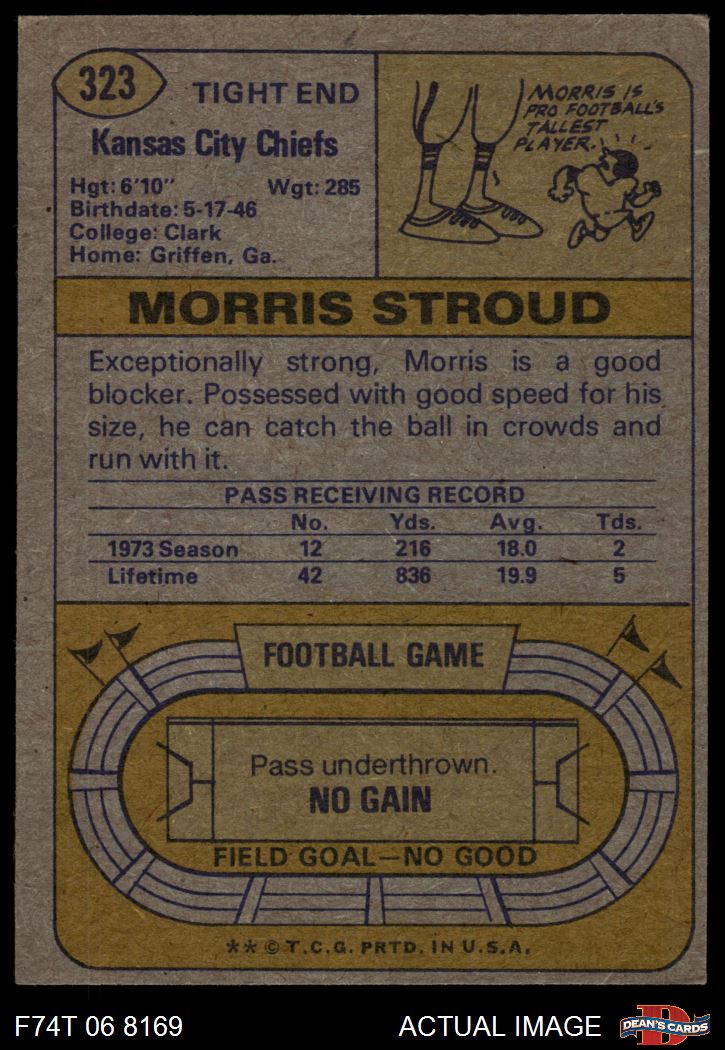 323
TIGHT END
Kansas City Chiefs
Hgt: 6'10" Wgt: 285
Birthdate: 5-17-46
College: Clark
Home: Griffen, Ga.
MORRIS IS
PRO FOOTBALL'S
TALLEST
PLAYER.
MORRIS STROUD
Exceptionally strong, Morris is a good
blocker. Possessed with good speed for his
size, he can catch the ball in crowds and
run with it.
PASS RECEIVING RECORD
No. Yds. Avg. Tds.
1973 Season 12 216 18.0 2
Lifetime 42 836 19.9 5
FOOTBALL GAME
Pass underthrown.
NO GAIN
FIELD GOAL—NO GOOD
** © T.C.G. PRTD. IN U.S.A.
F74T 06 8169 ACTUAL IMAGE
D
DEAN'S CARDS